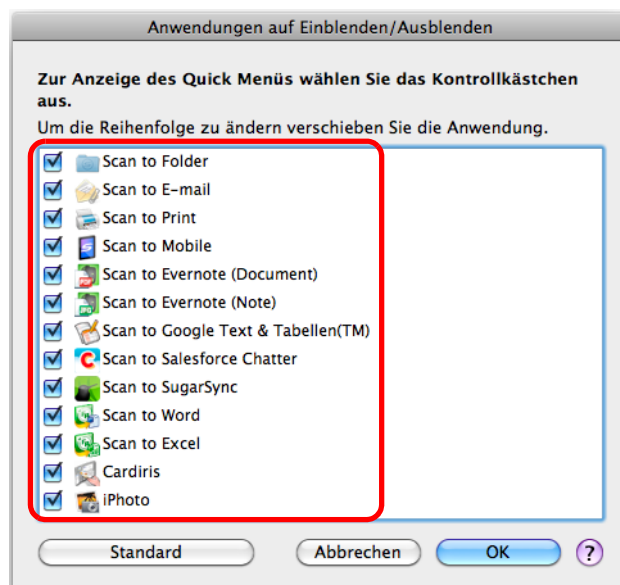 Anwendungen auf Einblenden/Ausblenden
Zur Anzeige des Quick Menüs wählen Sie das Kontrollkästchen
aus.
Um die Reihenfolge zu ändern verschieben Sie die Anwendung.
Scan to Folder
Scan to E-mail
Scan to Print
Scan to Mobile
Scan to Evernote (Document)
Scan to Evernote (Note)
Scan to Google Text & Tabellen(TM)
Scan to Salesforce Chatter
Scan to SugarSync
Scan to Word
Scan to Excel
Cardiris
iPhoto
Standard Abbrechen OK ?